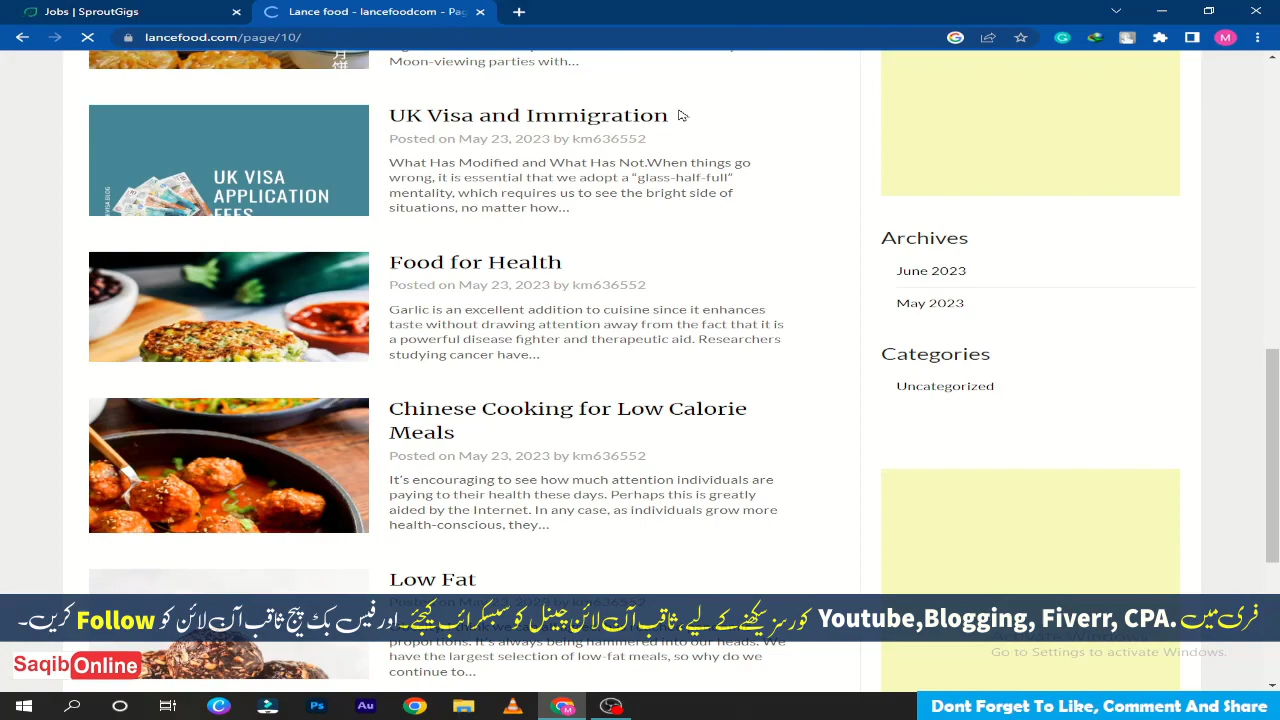 Jobs | SproutGigs
Lance food - lancefoodcom - Pag
lancefood.com/page/10/
Moon-viewing parties with...
UK Visa and Immigration
Posted on May 23, 2023 by km636552
What Has Modified and What Has Not.When things go
wrong, it is essential that we adopt a “glass-half-full”
mentality, which requires us to see the bright side of
situations, no matter how...
UK VISA
APPLICATION
FEES
Food for Health
Posted on May 23, 2023 by km636552
Garlic is an excellent addition to cuisine since it enhances
taste without drawing attention away from the fact that it is
a powerful disease fighter and therapeutic aid. Researchers
studying cancer have...
Chinese Cooking for Low Calorie
Meals
Posted on May 23, 2023 by km636552
It’s encouraging to see how much attention individuals are
paying to their health these days. Perhaps this is greatly
aided by the Internet. In any case, as individuals grow more
health-conscious, they...
Low Fat
proportions. It’s always being hammered into our heads. We
have the largest selection of low-fat meals, so why do we
continue to...
Archives
June 2023
May 2023
Categories
Uncategorized
Activate Windows
Go to Settings to activate Windows.
فری میں .Youtube,Blogging, Fiverr, CPA کورسز سیکھنے کے لیے، ثاقب آن لائن چینل کو سبسکرائب کیجئے۔ اور فیس بک پیج ثاقب آن لائن کو Follow کریں۔
Saqib Online
Dont Forget To Like, Comment And Share